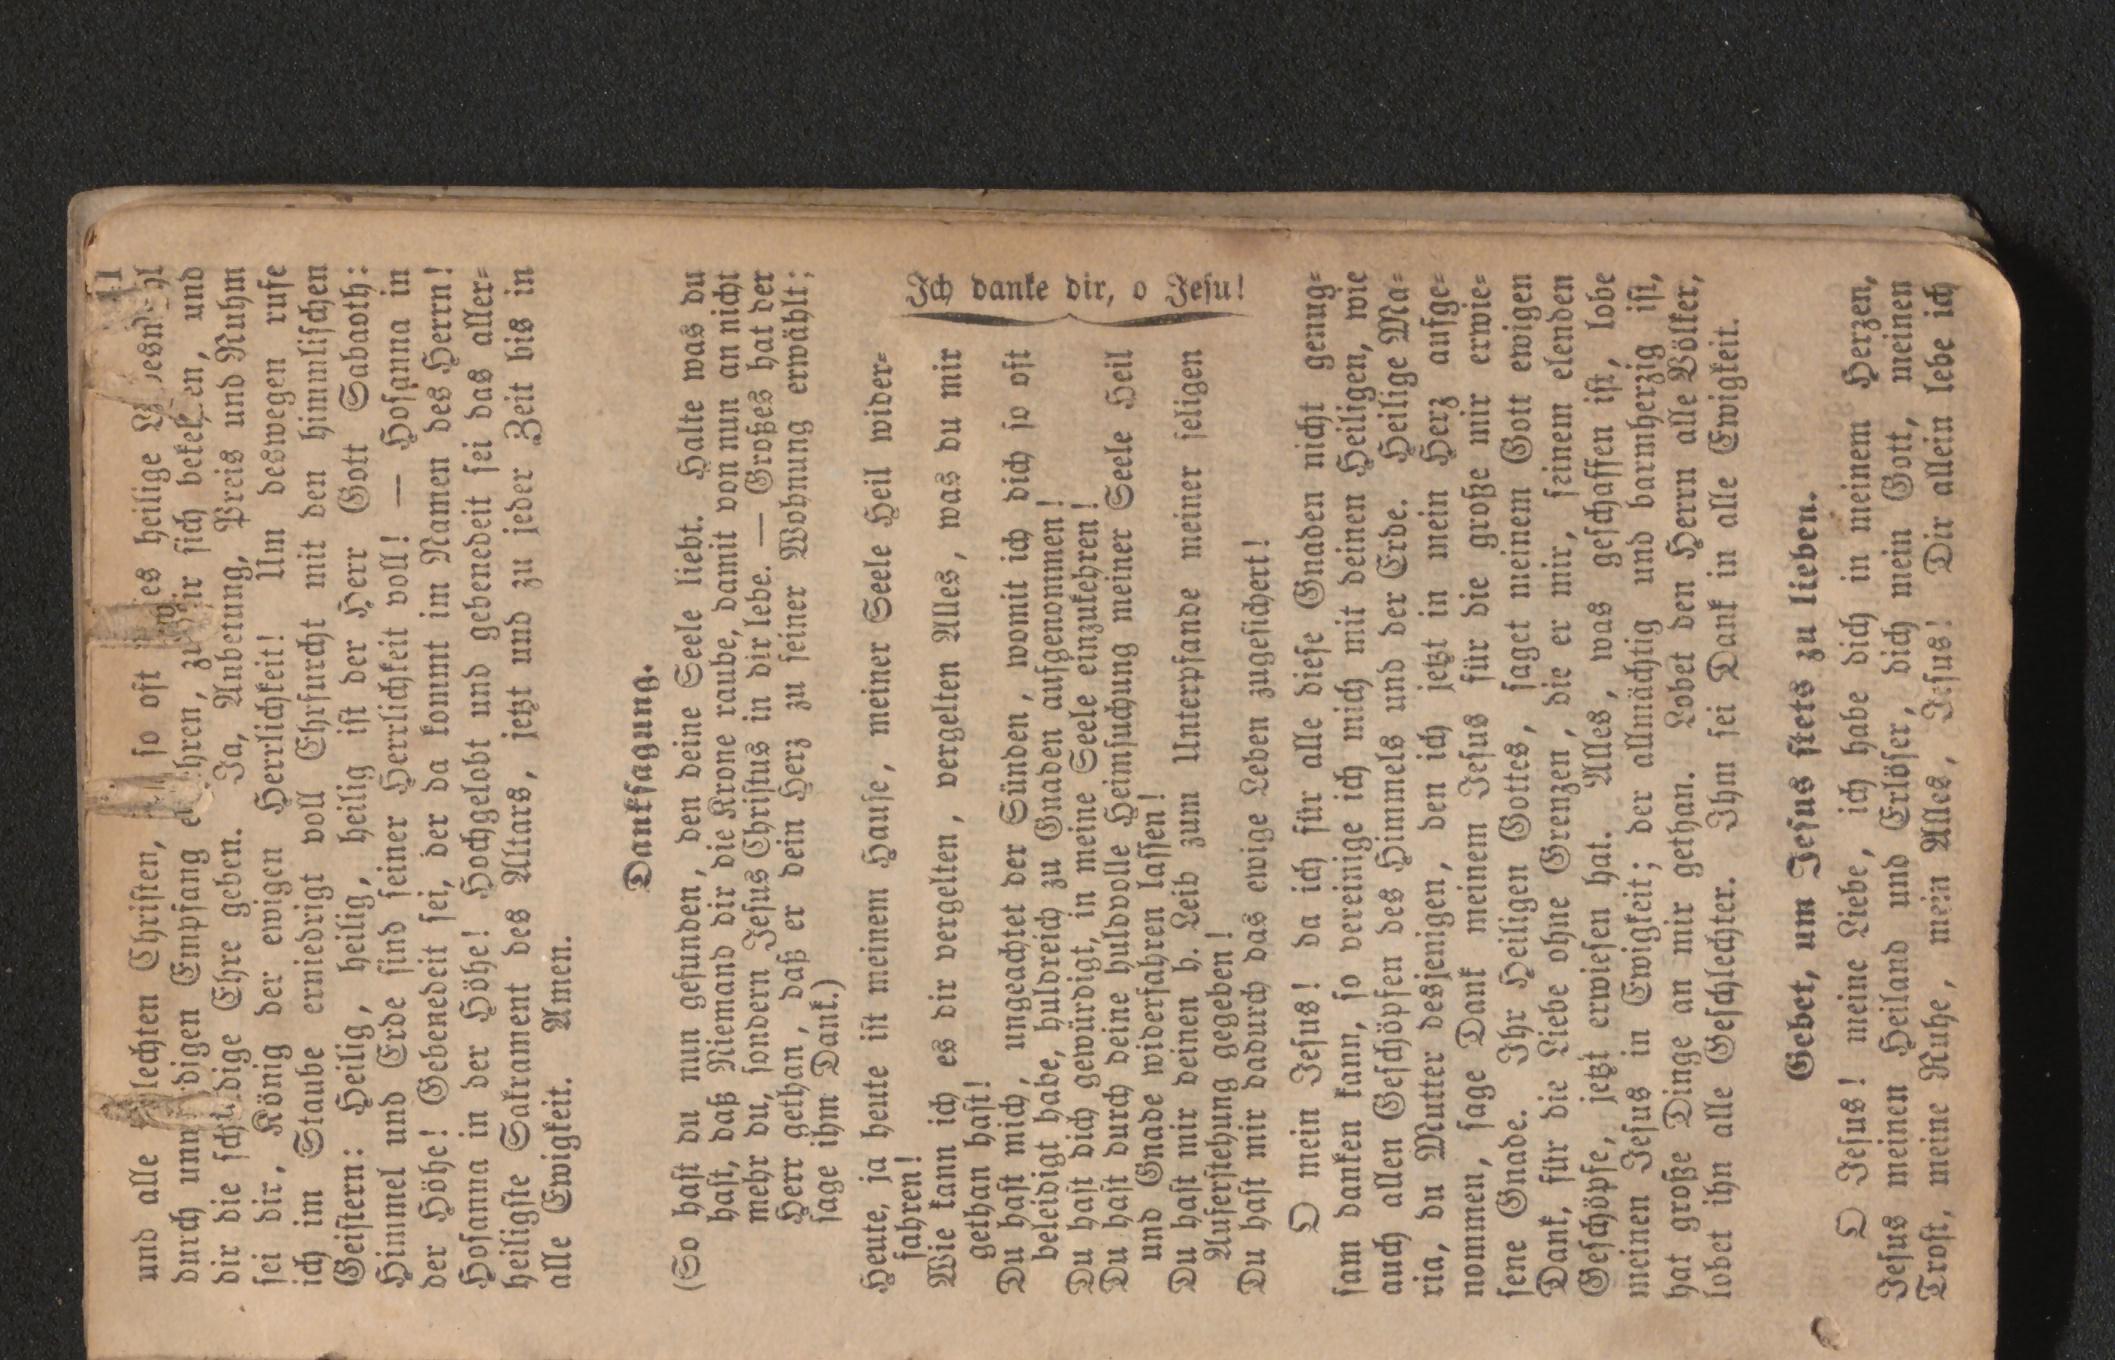 11
und alle schlechten Christen, so oft es heilige
durch unwürdigen Empfang ehren, zu dir sich bekehren, und
dir die schuldige Ehre geben. Ja, Anbetung, Preis und Ruhm
sei dir, König der ewigen Herrlichkeit! Um deswegen rufe
ich im Staube erniedrigt voll Ehrfurcht mit den himmlischen
Geistern: Heilig, heilig, heilig ist der Herr Gott Sabaoth:
Himmel und Erde sind seiner Herrlichkeit voll! — Hosanna in
der Höhe! Gebenedeit sei, der da kommt im Namen des Herrn!
Hosanna in der Höhe! Hochgelobt und gebenedeit sei das aller-
heiligste Sakrament des Altars, jetzt und zu jeder Zeit bis in
alle Ewigkeit. Amen.
Danksagung.
(So hast du nun gefunden, den deine Seele liebt. Halte was du
hast, daß Niemand dir die Krone raube, damit von nun an nicht
mehr du, sondern Jesus Christus in dir lebe. — Großes hat der
Herr gethan, daß er dein Herz zu seiner Wohnung erwählt;
sage ihm Dank.)
Heute, ja heute ist meinem Hause, meiner Seele Heil wider-
fahren!
Wie kann ich es dir vergelten, vergelten Alles, was du mir
gethan hast!
Du hast mich, ungeachtet der Sünden, womit ich dich so oft
beleidigt habe, huldreich zu Gnaden aufgenommen!
Du hast dich gewürdigt, in meine Seele einzukehren!
Du hast durch deine huldvolle Heimsuchung meiner Seele Heil
und Gnade widerfahren lassen!
Du hast mir deinen h. Leib zum Unterpfande meiner seligen
Auferstehung gegeben!
Du hast mir dadurch das ewige Leben zugesichert!
Ich danke dir, o Jesu!
O mein Jesus! da ich für alle diese Gnaden nicht genug-
sam danken kann, so vereinige ich mich mit deinen Heiligen, wie
auch allen Geschöpfen des Himmels und der Erde. Heilige Ma-
ria, du Mutter desjenigen, den ich jetzt in mein Herz aufge-
nommen, sage Dank meinem Jesus für die große mir erwie-
sene Gnade. Ihr Heiligen Gottes, saget meinem Gott ewigen
Dank, für die Liebe ohne Grenzen, die er mir, seinem elenden
Geschöpfe, jetzt erwiesen hat. Alles, was geschaffen ist, lobe
meinen Jesus in Ewigkeit; der allmächtig und barmherzig ist,
hat große Dinge an mir gethan. Lobet den Herrn alle Völker,
lobet ihn alle Geschlechter. Ihm sei Dank in alle Ewigkeit.
Gebet, um Jesus stets zu lieben.
O Jesus! meine Liebe, ich habe dich in meinem Herzen,
Jesus meinen Heiland und Erlöser, dich mein Gott, meinen
Trost, meine Ruhe, mein Alles, Jesus! Dir allein lebe ich